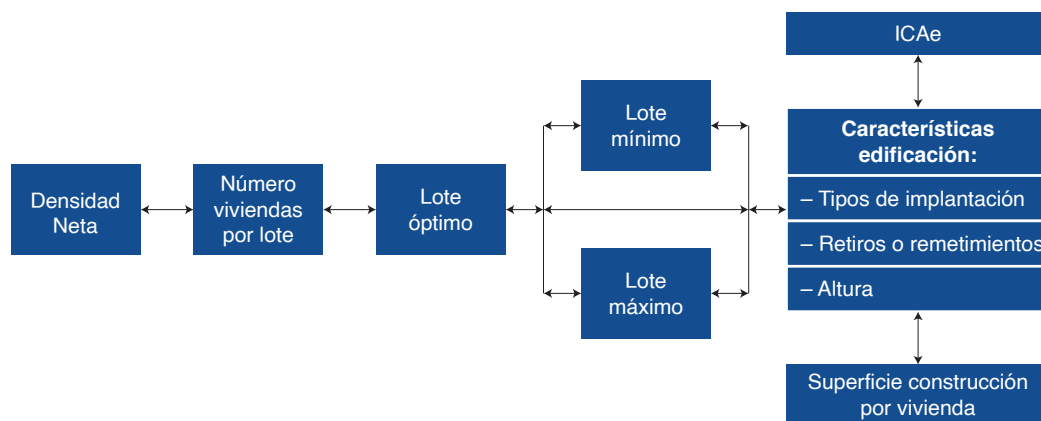 Densidad
Neta
Número
viviendas
por lote
Lote
óptimo
Lote
mínimo
Lote
máximo
ICAe
Características
edificación:
– Tipos de implantación
– Retiros o remetimientos
– Altura
Superficie construcción
por vivienda